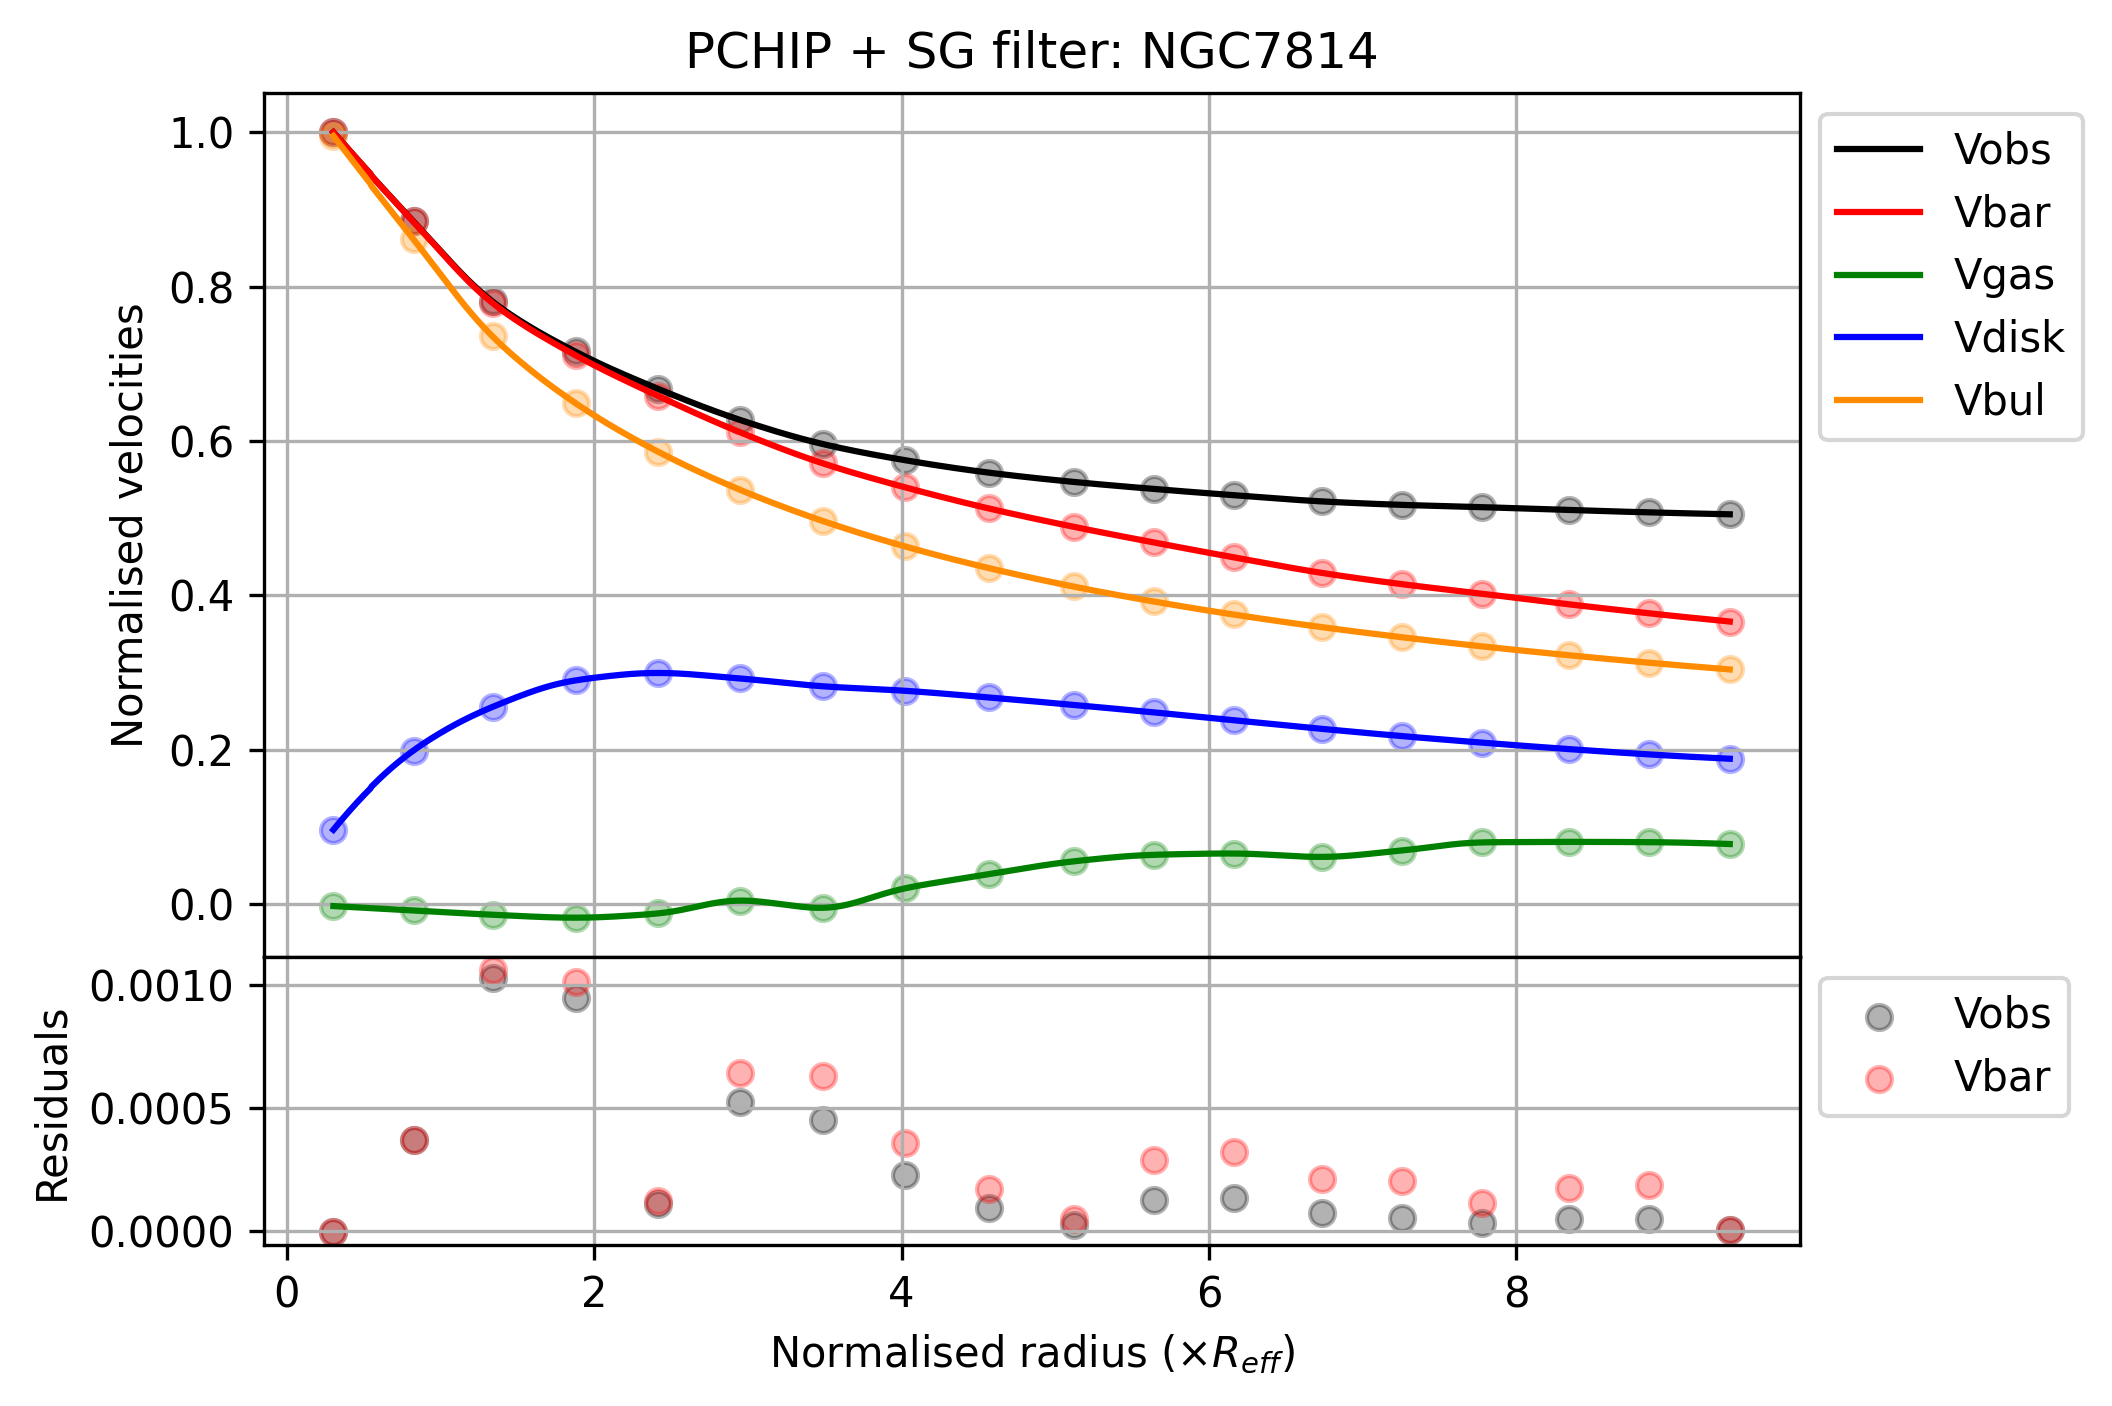 PCHIP + SG filter: NGC7814
Normalised velocities
1.0
0.8
0.6
0.4
0.2
0.0
Vobs
Vbar
Vgas
Vdisk
Vbul
Residuals
0.0010
0.0005
0.0000
Vobs
Vbar
0 2 4 6 8
Normalised radius (×R_{eff})